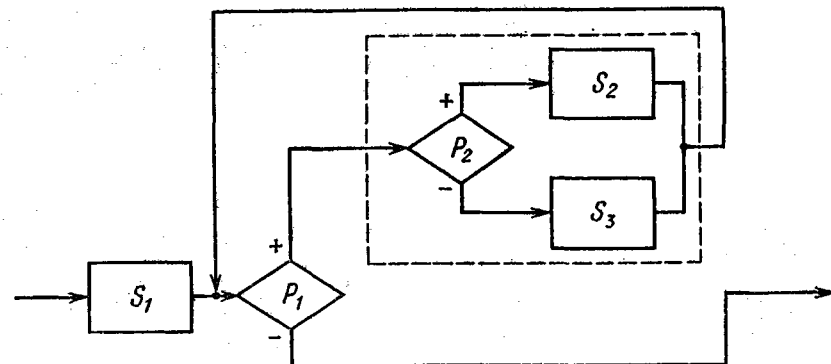 +
S₂
P₂
−
S₃
+
S₁
P₁
−